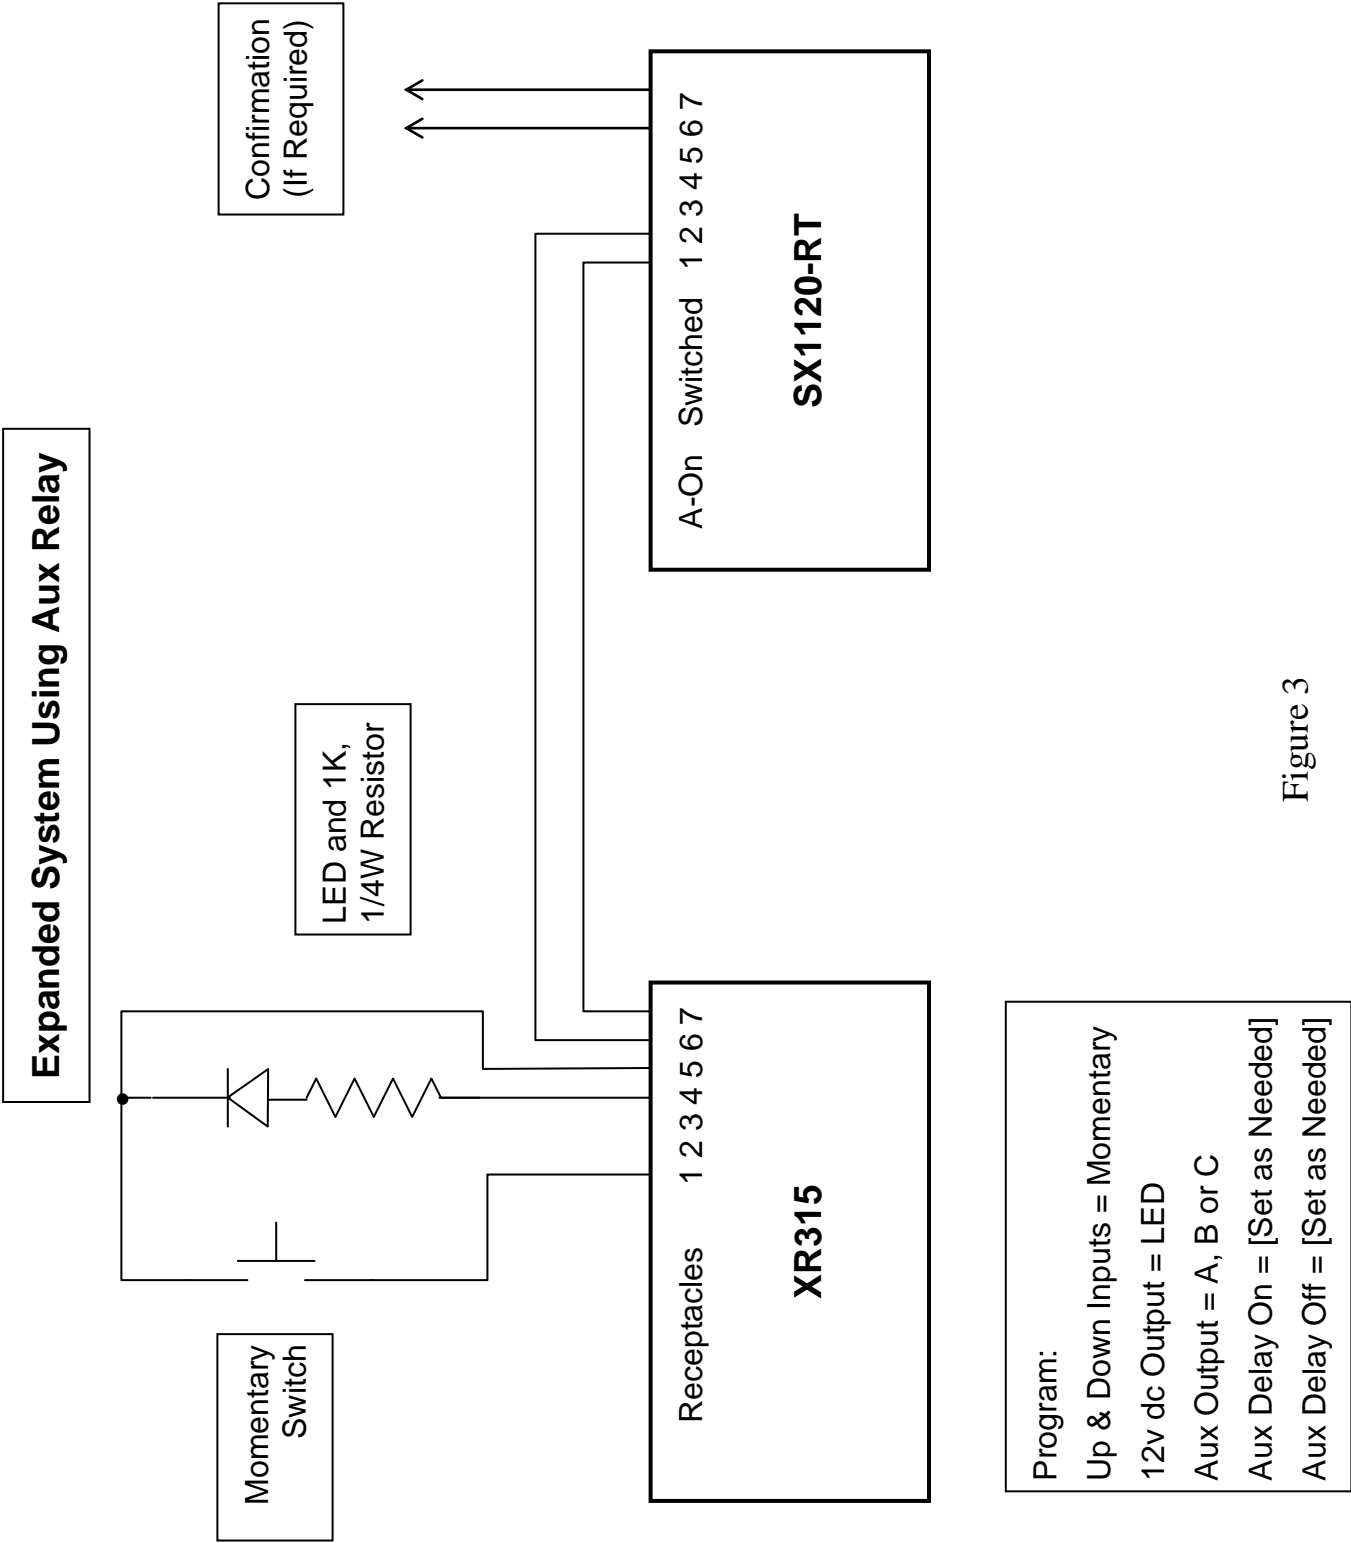 Expanded System Using Aux Relay
Momentary
Switch
LED and 1K,
1/4W Resistor
Confirmation
(If Required)
Receptacles 1 2 3 4 5 6 7
XR315
A-On Switched 1 2 3 4 5 6 7
SX1120-RT
Program:
Up & Down Inputs = Momentary
12v dc Output = LED
Aux Output = A, B or C
Aux Delay On = [Set as Needed]
Aux Delay Off = [Set as Needed]
Figure 3